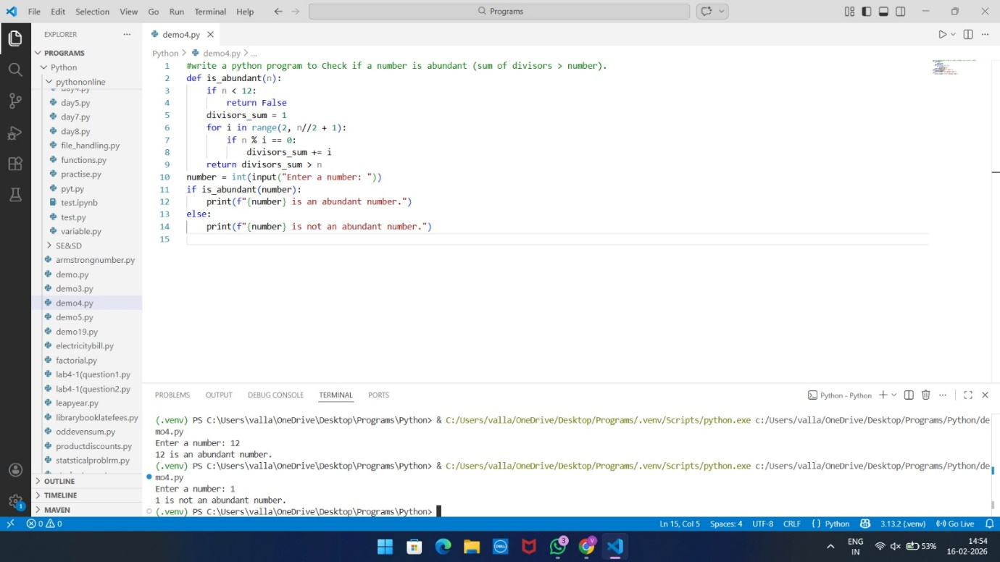 File Edit Selection View Go Run Terminal Help
Programs
EXPLORER
PROGRAMS
Python
pythononline
day4.py
day5.py
day7.py
day8.py
file_handling.py
functions.py
practise.py
pyt.py
test.ipynb
test.py
variable.py
SE&SD
armstrongnumber.py
demo.py
demo3.py
demo4.py
demo5.py
demo19.py
electricitybill.py
factorial.py
lab4-1(question1.py
lab4-1(question2.py
leapyear.py
librarybooklatefees.py
oddevensum.py
productdiscounts.py
statsticalproblrm.py
OUTLINE
TIMELINE
MAVEN
demo4.py
Python > demo4.py > ...
1 #write a python program to Check if a number is abundant (sum of divisors > number).
2 def is_abundant(n):
3 if n < 12:
4 return False
5 divisors_sum = 1
6 for i in range(2, n//2 + 1):
7 if n % i == 0:
8 divisors_sum += i
9 return divisors_sum > n
10 number = int(input("Enter a number: "))
11 if is_abundant(number):
12 print(f"{number} is an abundant number.")
13 else:
14 print(f"{number} is not an abundant number.")
15
PROBLEMS OUTPUT DEBUG CONSOLE TERMINAL PORTS
Python - Python
(.venv) PS C:\Users\valla\OneDrive\Desktop\Programs\Python> & C:/Users/valla/OneDrive/Desktop/Programs/.venv/Scripts/python.exe c:/Users/valla/OneDrive/Desktop/Programs/Python/de
mo4.py
Enter a number: 12
12 is an abundant number.
(.venv) PS C:\Users\valla\OneDrive\Desktop\Programs\Python> & C:/Users/valla/OneDrive/Desktop/Programs/.venv/Scripts/python.exe c:/Users/valla/OneDrive/Desktop/Programs/Python/de
mo4.py
Enter a number: 1
1 is not an abundant number.
(.venv) PS C:\Users\valla\OneDrive\Desktop\Programs\Python>
1
0 0
Ln 15, Col 5 Spaces: 4 UTF-8 CRLF {} Python 3.13.2 (.venv) Go Live
DELL
3
V
ENG
IN
53%
14:54
16-02-2026